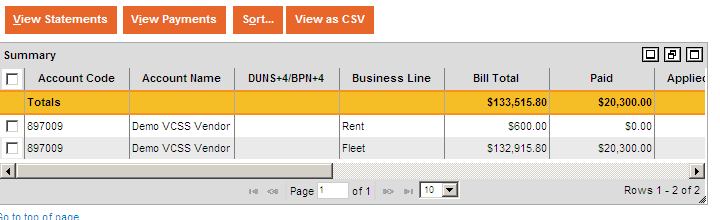 View Statements View Payments Sort... View as CSV
Summary
Account Code Account Name DUNS+4/BPN+4 Business Line Bill Total Paid Applied
Totals $133,515.80 $20,300.00
897009 Demo VCSS Vendor Rent $600.00 $0.00
897009 Demo VCSS Vendor Fleet $132,915.80 $20,300.00
Page 1 of 1 10 Rows 1 - 2 of 2
Go to top of page